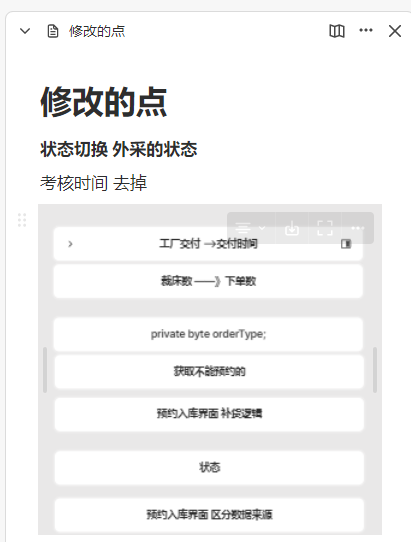 修改的点
修改的点
状态切换 外采的状态
考核时间 去掉
工厂交付 -->交付时间
裁床数 ——》下单数
private byte orderType;
获取不能预约的
预约入库界面 补货逻辑
状态
预约入库界面 区分数据来源